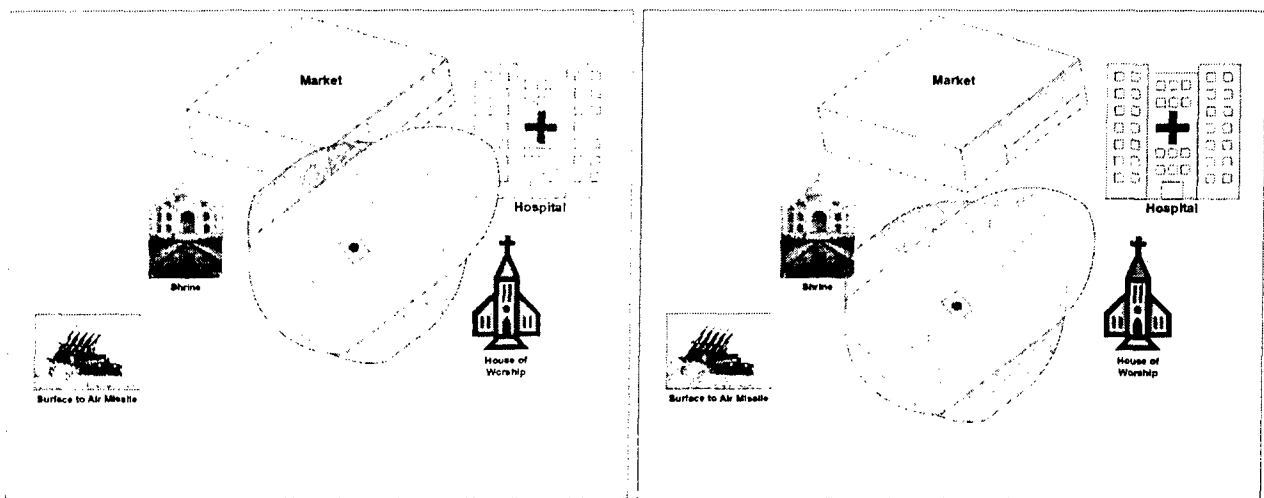 Market
Hospital
Shrine
House of
Worship
Surface to Air Missile
Market
Hospital
Shrine
House of
Worship
Surface to Air Missile